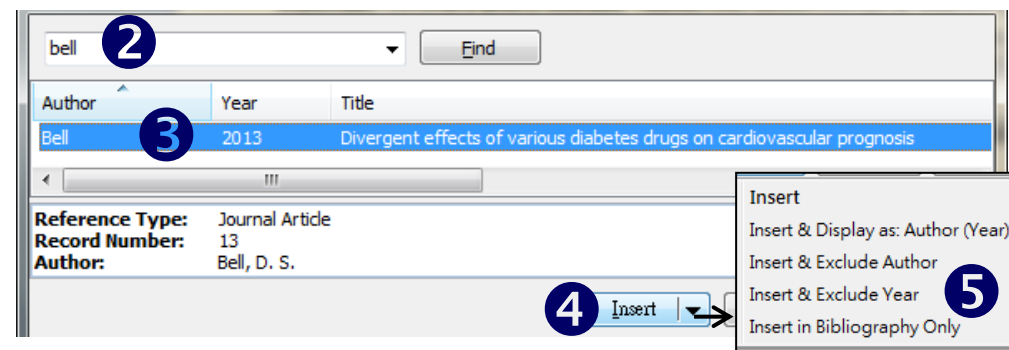 bell 2 Find
Author Year Title
Bell 3 2013 Divergent effects of various diabetes drugs on cardiovascular prognosis
Reference Type: Journal Article
Record Number: 13
Author: Bell, D. S.
4 Insert
Insert
Insert & Display as: Author (Year)
Insert & Exclude Author
Insert & Exclude Year 5
Insert in Bibliography Only